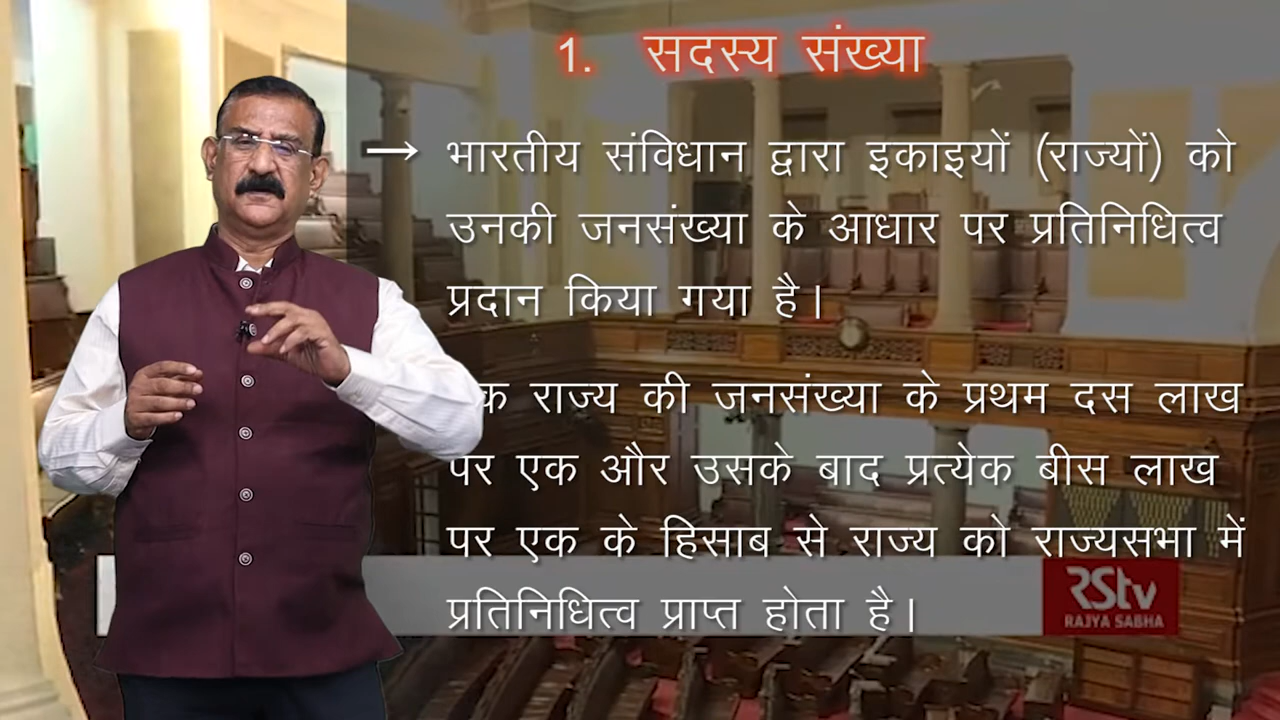 1. सदस्य संख्या
→ भारतीय संविधान द्वारा इकाइयों (राज्यों) को
उनकी जनसंख्या के आधार पर प्रतिनिधित्व
प्रदान किया गया है।
राज्य की जनसंख्या के प्रथम दस लाख
पर एक और उसके बाद प्रत्येक बीस लाख
पर एक के हिसाब से राज्य को राज्यसभा में
प्रतिनिधित्व प्राप्त होता है।
RStv
RAJYA SABHA